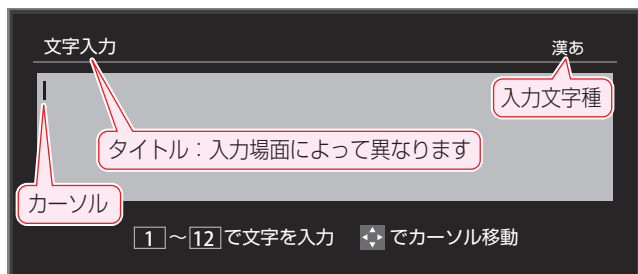 文字入力
漢あ
入力文字種
タイトル：入力場面によって異なります
カーソル
1～12で文字を入力 でカーソル移動